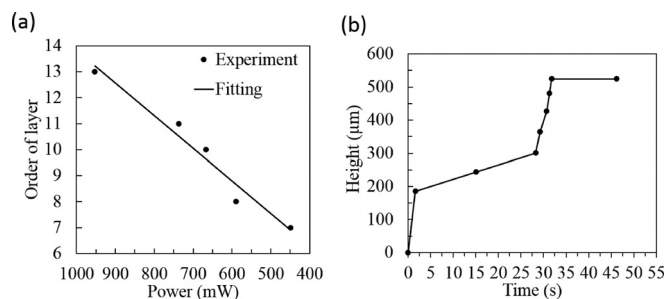 (a)
13
12
11
10
9
8
7
6
Order of layer
Experiment
Fitting
1000 900 800 700 600 500 400
Power (mW)
(b)
600
500
400
300
200
100
0
Height (µm)
0 5 10 15 20 25 30 35 40 45 50 55
Time (s)